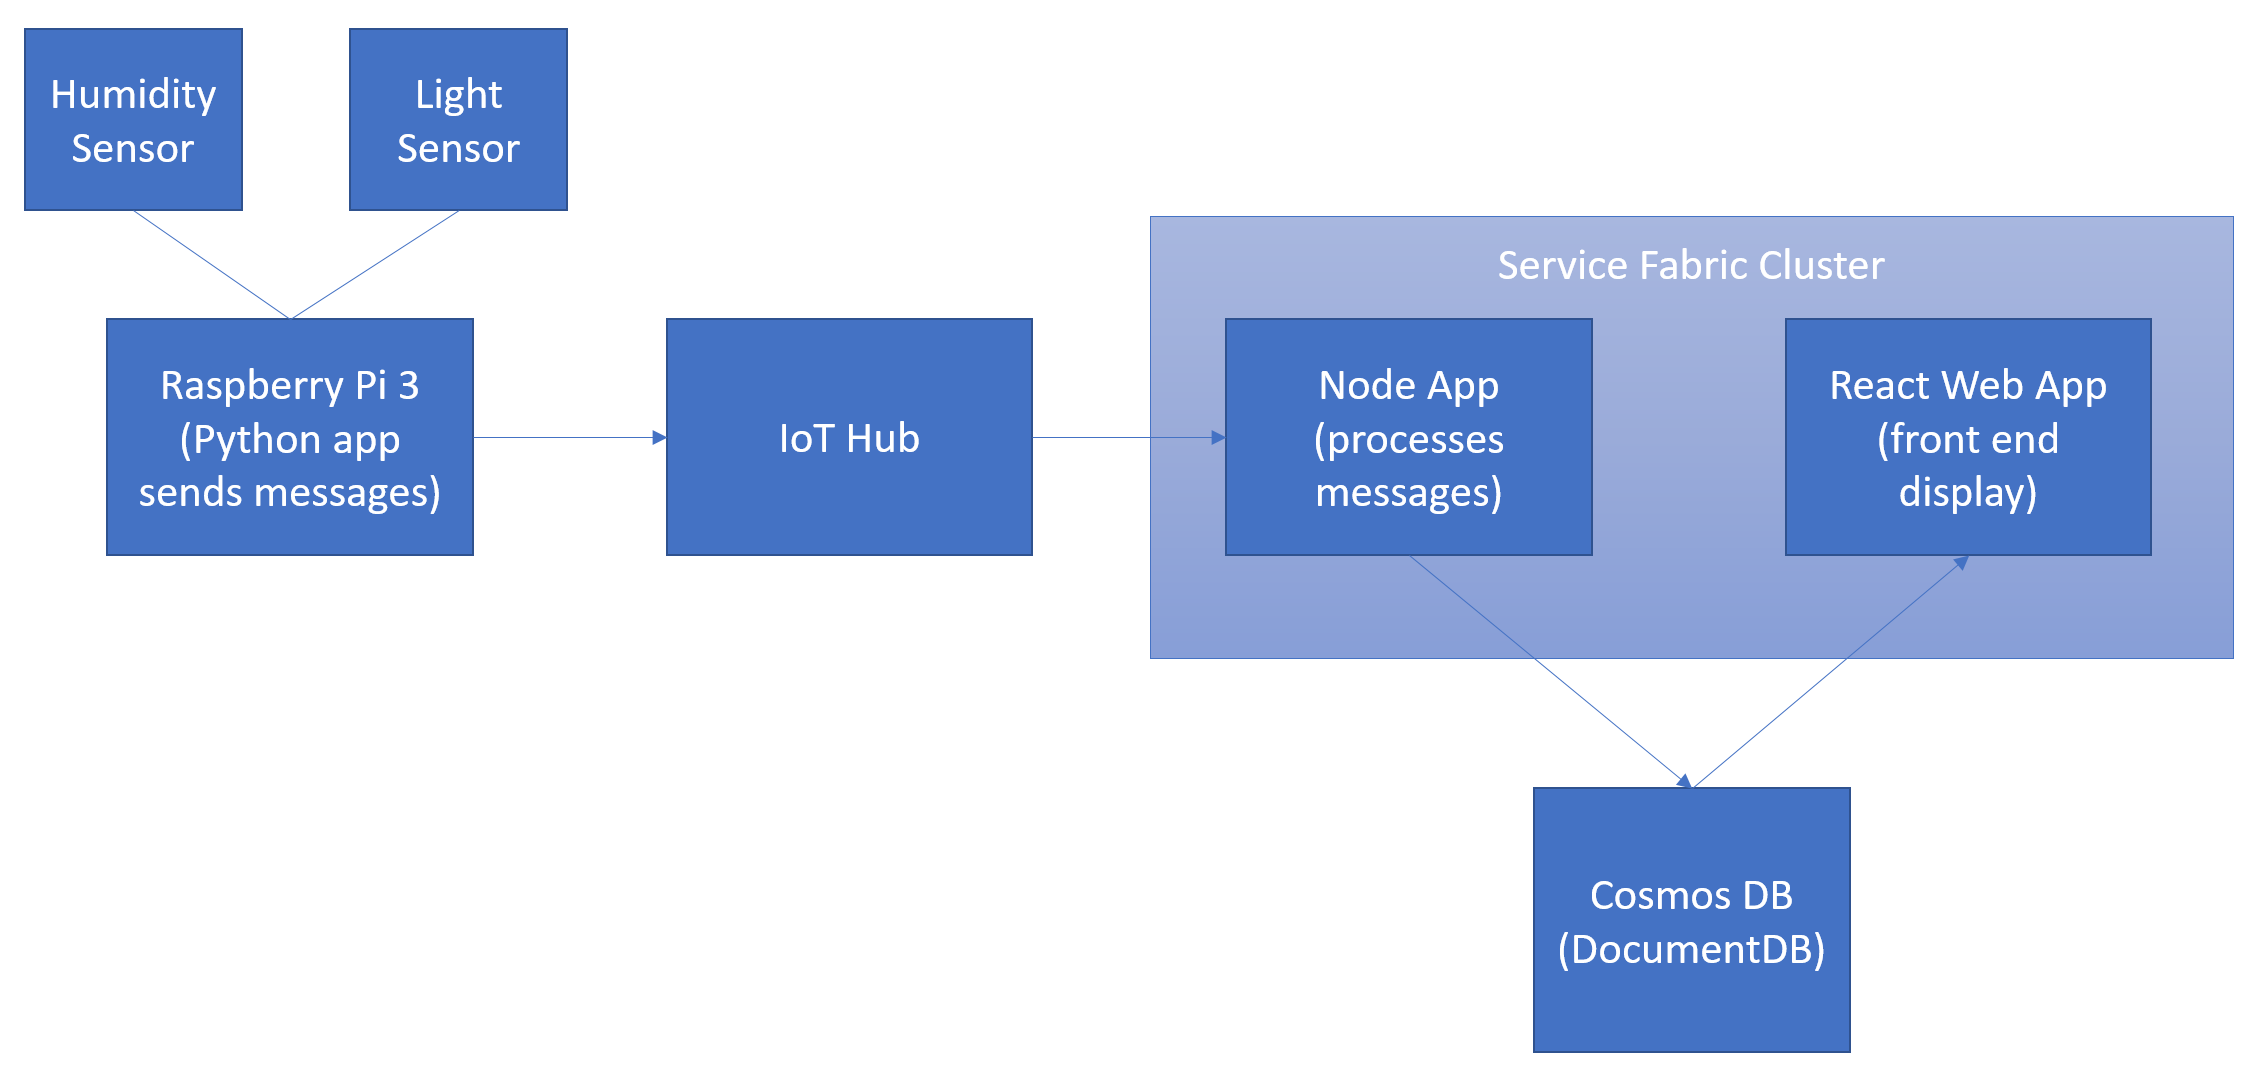 Humidity
Sensor
Light
Sensor
Service Fabric Cluster
Raspberry Pi 3
(Python app
sends messages)
IoT Hub
Node App
(processes
messages)
React Web App
(front end
display)
Cosmos DB
(DocumentDB)